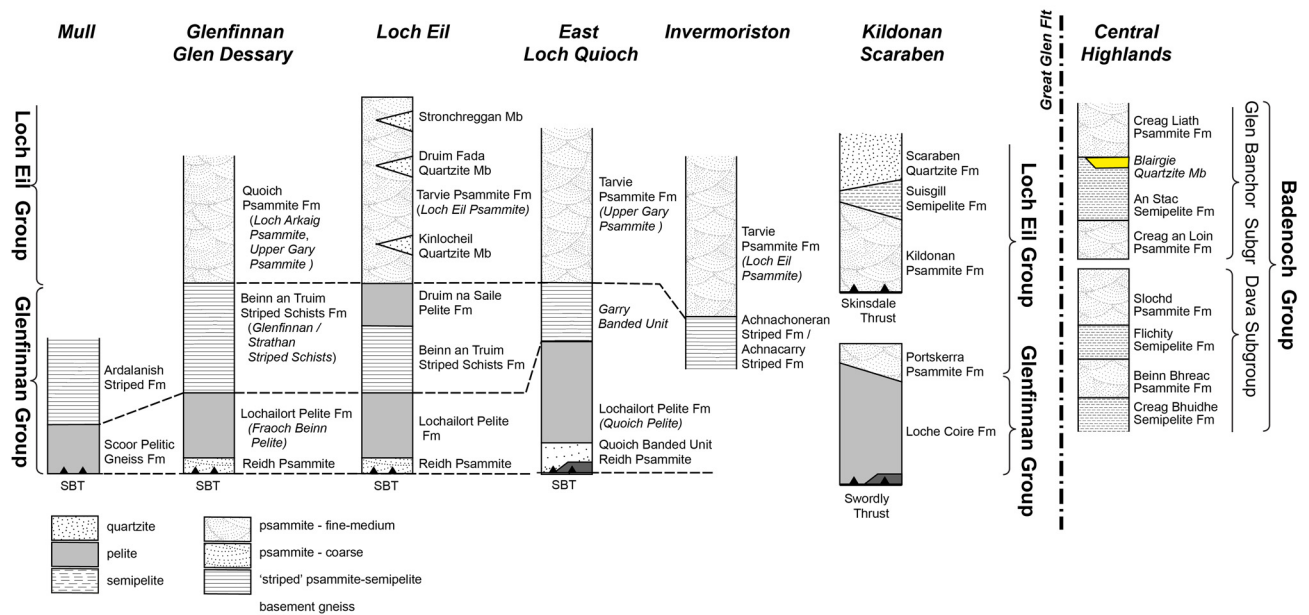 Mull
Glenfinnan
Glen Dessary
Loch Eil
East
Loch Quioch
Invermoriston
Kildonan
Scaraben
Great Glen Flt
Central
Highlands
Loch Eil Group
Glenfinnan Group
Ardalanish
Striped Fm
Scoor Pelitic
Gneiss Fm
SBT
Quoich
Psammite Fm
(Loch Arkaig
Psammite,
Upper Gary
Psammite )
Beinn an Truim
Striped Schists Fm
(Glenfinnan /
Strathan
Striped Schists)
Lochailort Pelite Fm
(Fraoch Beinn
Pelite)
Reidh Psammite
SBT
Stronchreggan Mb
Druim Fada
Quartzite Mb
Tarvie Psammite Fm
(Loch Eil Psammite)
Kinlocheil
Quartzite Mb
Druim na Saile
Pelite Fm
Beinn an Truim
Striped Schists Fm
Lochailort Pelite
Fm
Reidh Psammite
SBT
Tarvie
Psammite Fm
(Upper Gary
Psammite )
Garry
Banded Unit
Lochailort Pelite Fm
(Quoich Pelite)
Quoich Banded Unit
Reidh Psammite
SBT
Tarvie
Psammite Fm
(Loch Eil
Psammite)
Achnachoneran
Striped Fm /
Achnacarry
Striped Fm
Scaraben
Quartzite Fm
Suisgill
Semipelite Fm
Kildonan
Psammite Fm
Skinsdale
Thrust
Portskerra
Psammite Fm
Loche Coire Fm
Swordly
Thrust
Loch Eil Group
Glenfinnan Group
Creag Liath
Psammite Fm
Blairgie
Quartzite Mb
An Stac
Semipelite Fm
Creag an Loin
Psammite Fm
Slochd
Psammite Fm
Flichity
Semipelite Fm
Beinn Bhreac
Psammite Fm
Creag Bhuidhe
Semipelite Fm
Glen Banchor Subgr
Dava Subgroup
Badenoch Group
quartzite
pelite
semipelite
psammite - fine-medium
psammite - coarse
'striped' psammite-semipelite
basement gneiss